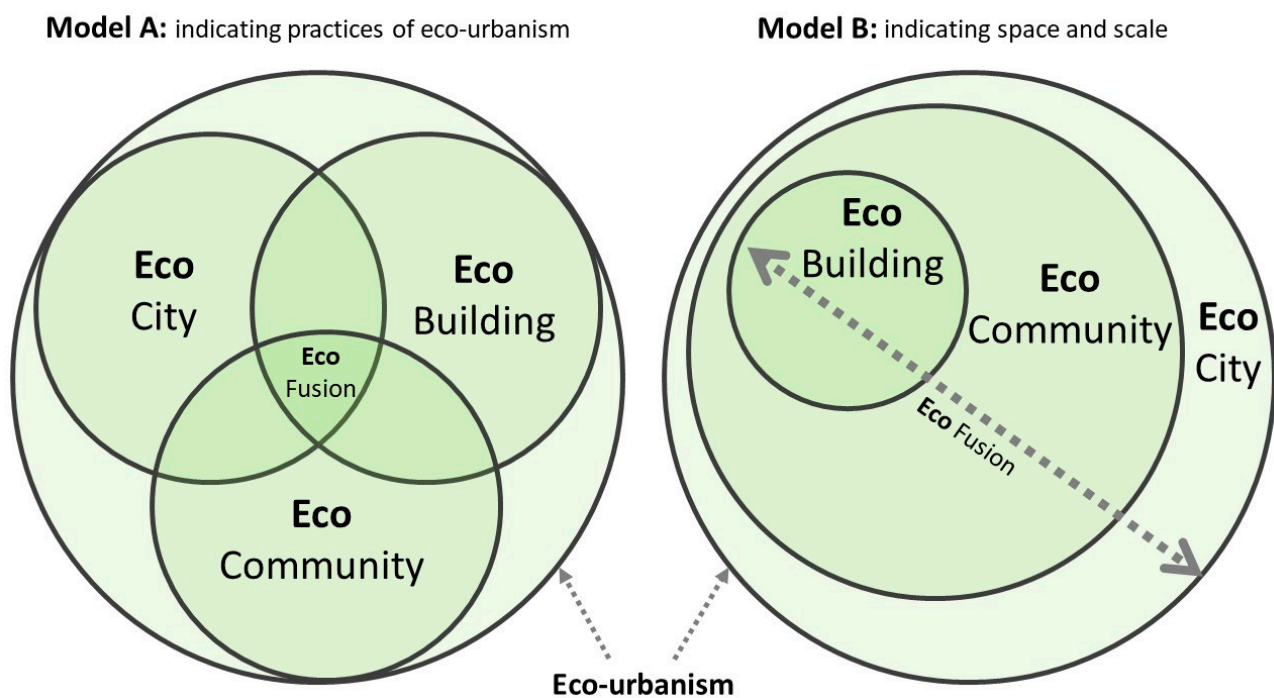 Model A: indicating practices of eco-urbanism
Eco
City
Eco
Building
Eco
Fusion
Eco
Community
Model B: indicating space and scale
Eco
Building
Eco
Community
Eco
City
Eco Fusion
Eco-urbanism